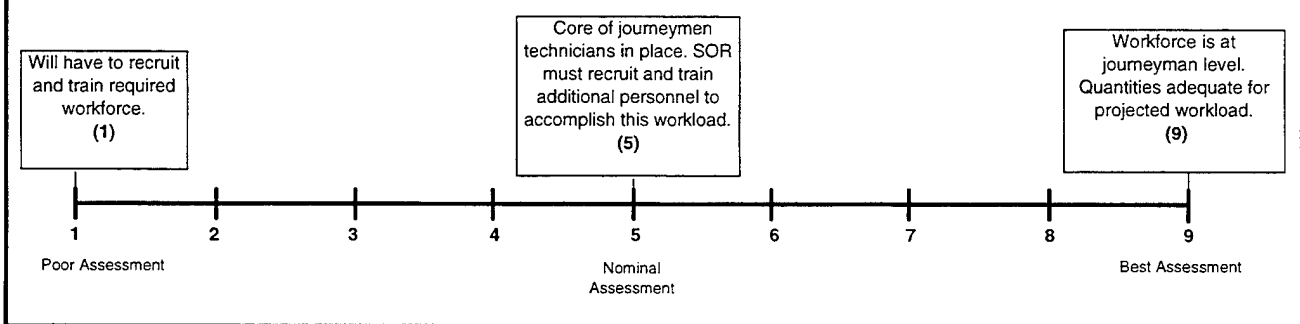 Will have to recruit
and train required
workforce.
(1)
Core of journeymen
technicians in place. SOR
must recruit and train
additional personnel to
accomplish this workload.
(5)
Workforce is at
journeyman level.
Quantities adequate for
projected workload.
(9)
1 2 3 4 5 6 7 8 9
Poor Assessment
Nominal
Assessment
Best Assessment